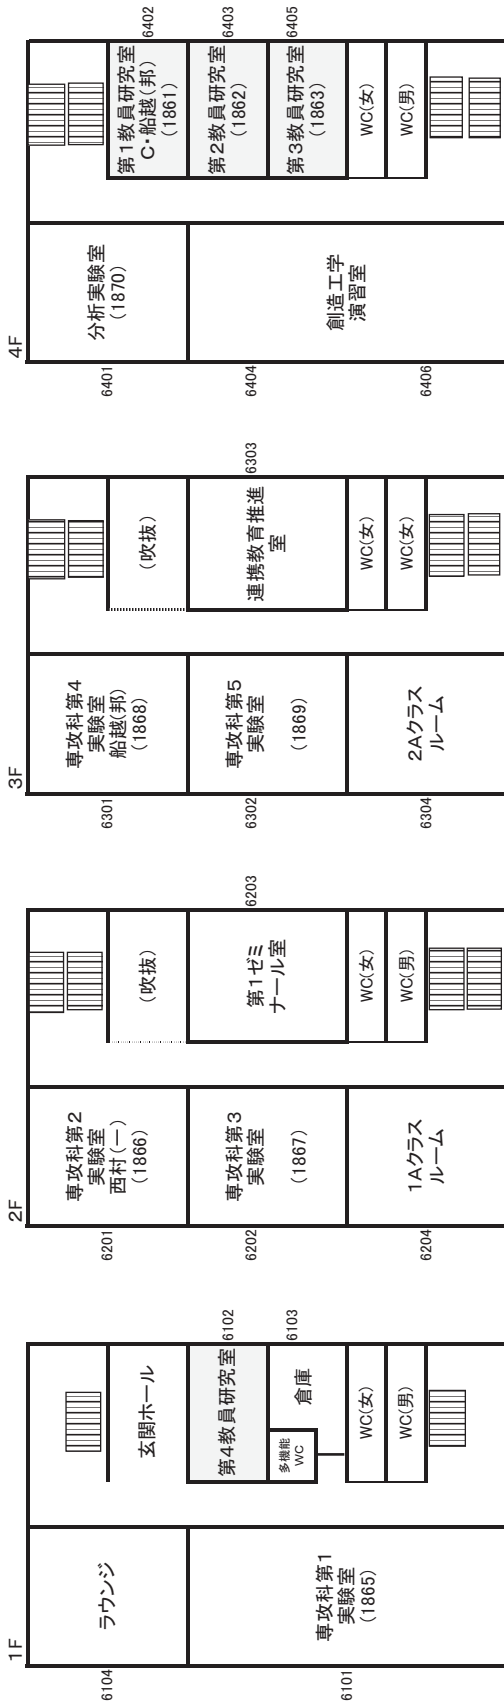 4F
分析実験室
(1870)
6401
第1教員研究室
C・船越(邦)
(1861)
6402
第2教員研究室
(1862)
6403
第3教員研究室
(1863)
6405
創造工学
演習室
6404
6406
WC(女)
WC(男)
3F
専攻科第4
実験室
船越(邦)
(1868)
6301
(吹抜)
専攻科第5
実験室
(1869)
6302
連携教育推進
室
6303
2Aクラス
ルーム
6304
WC(女)
WC(女)
2F
専攻科第2
実験室
西村(一)
(1866)
6201
(吹抜)
専攻科第3
実験室
(1867)
6202
第1ゼミ
ナール室
6203
1Aクラス
ルーム
6204
WC(女)
WC(男)
1F
ラウンジ
6104
玄関ホール
第4教員研究室
6102
倉庫
6103
多機能
WC
専攻科第1
実験室
(1865)
6101
WC(女)
WC(男)